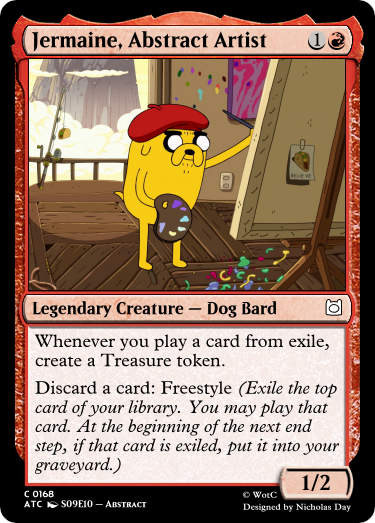 Jermaine, Abstract Artist 1
Legendary Creature — Dog Bard
Whenever you play a card from exile,
create a Treasure token.
Discard a card: Freestyle (Exile the top
card of your library. You may play that
card. At the beginning of the next end
step, if that card is exiled, put it into your
graveyard.)
1/2
C 0168
ATC S09E10 — Abstract
© WotC
Designed by Nicholas Day